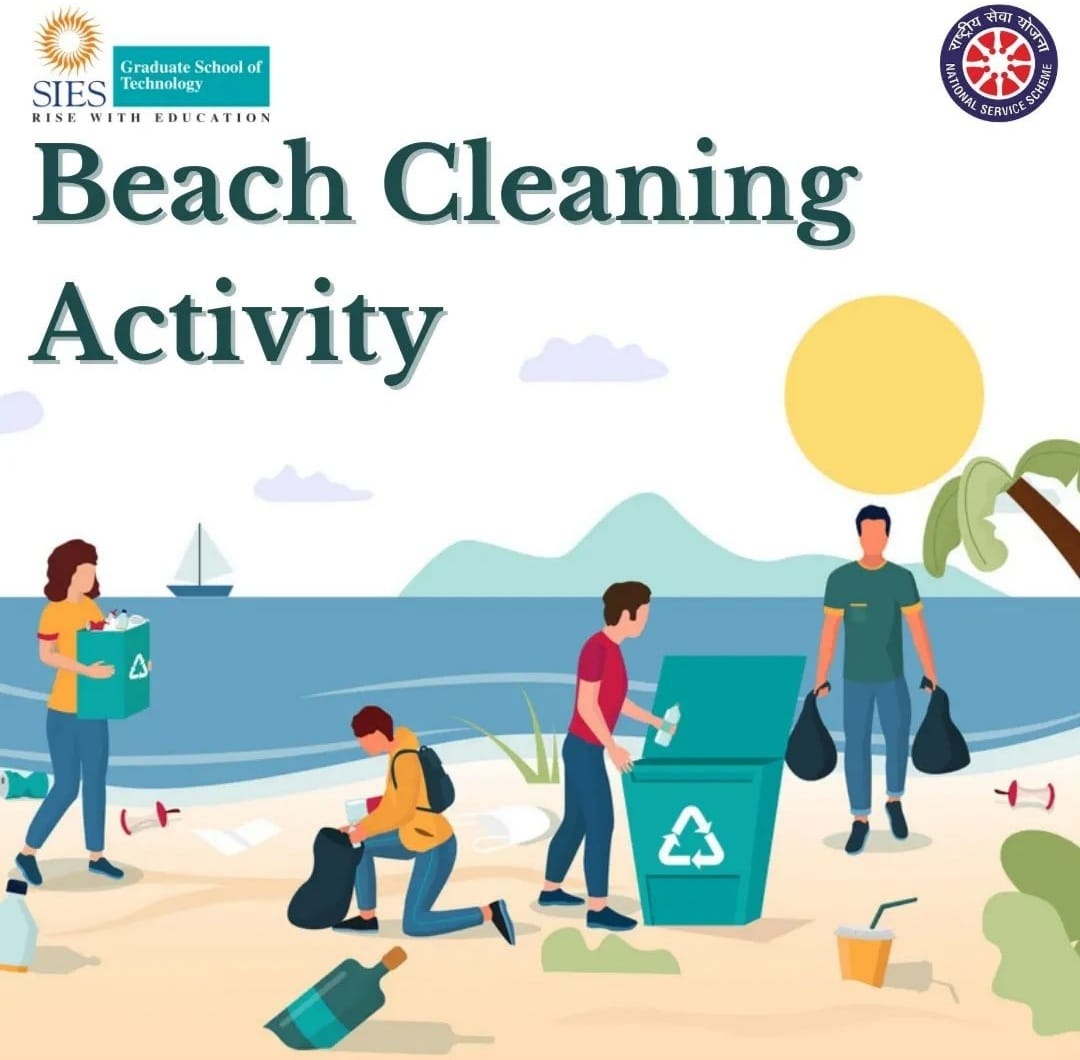 SIES
Graduate School of
Technology
RISE WITH EDUCATION
राष्ट्रीय सेवा योजना
NATIONAL SERVICE SCHEME
Beach Cleaning
Activity